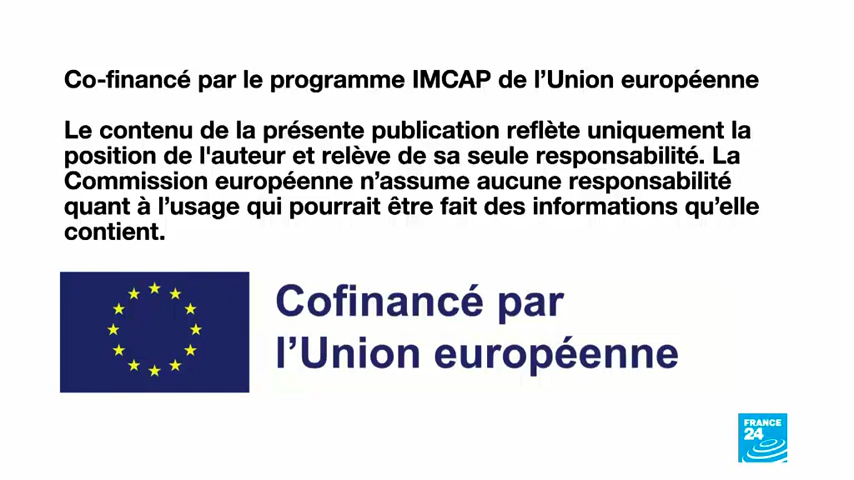 Co-financé par le programme IMCAP de l’Union européenne
Le contenu de la présente publication reflète uniquement la
position de l'auteur et relève de sa seule responsabilité. La
Commission européenne n’assume aucune responsabilité
quant à l’usage qui pourrait être fait des informations qu’elle
contient.
Cofinancé par
l’Union européenne
FRANCE
24